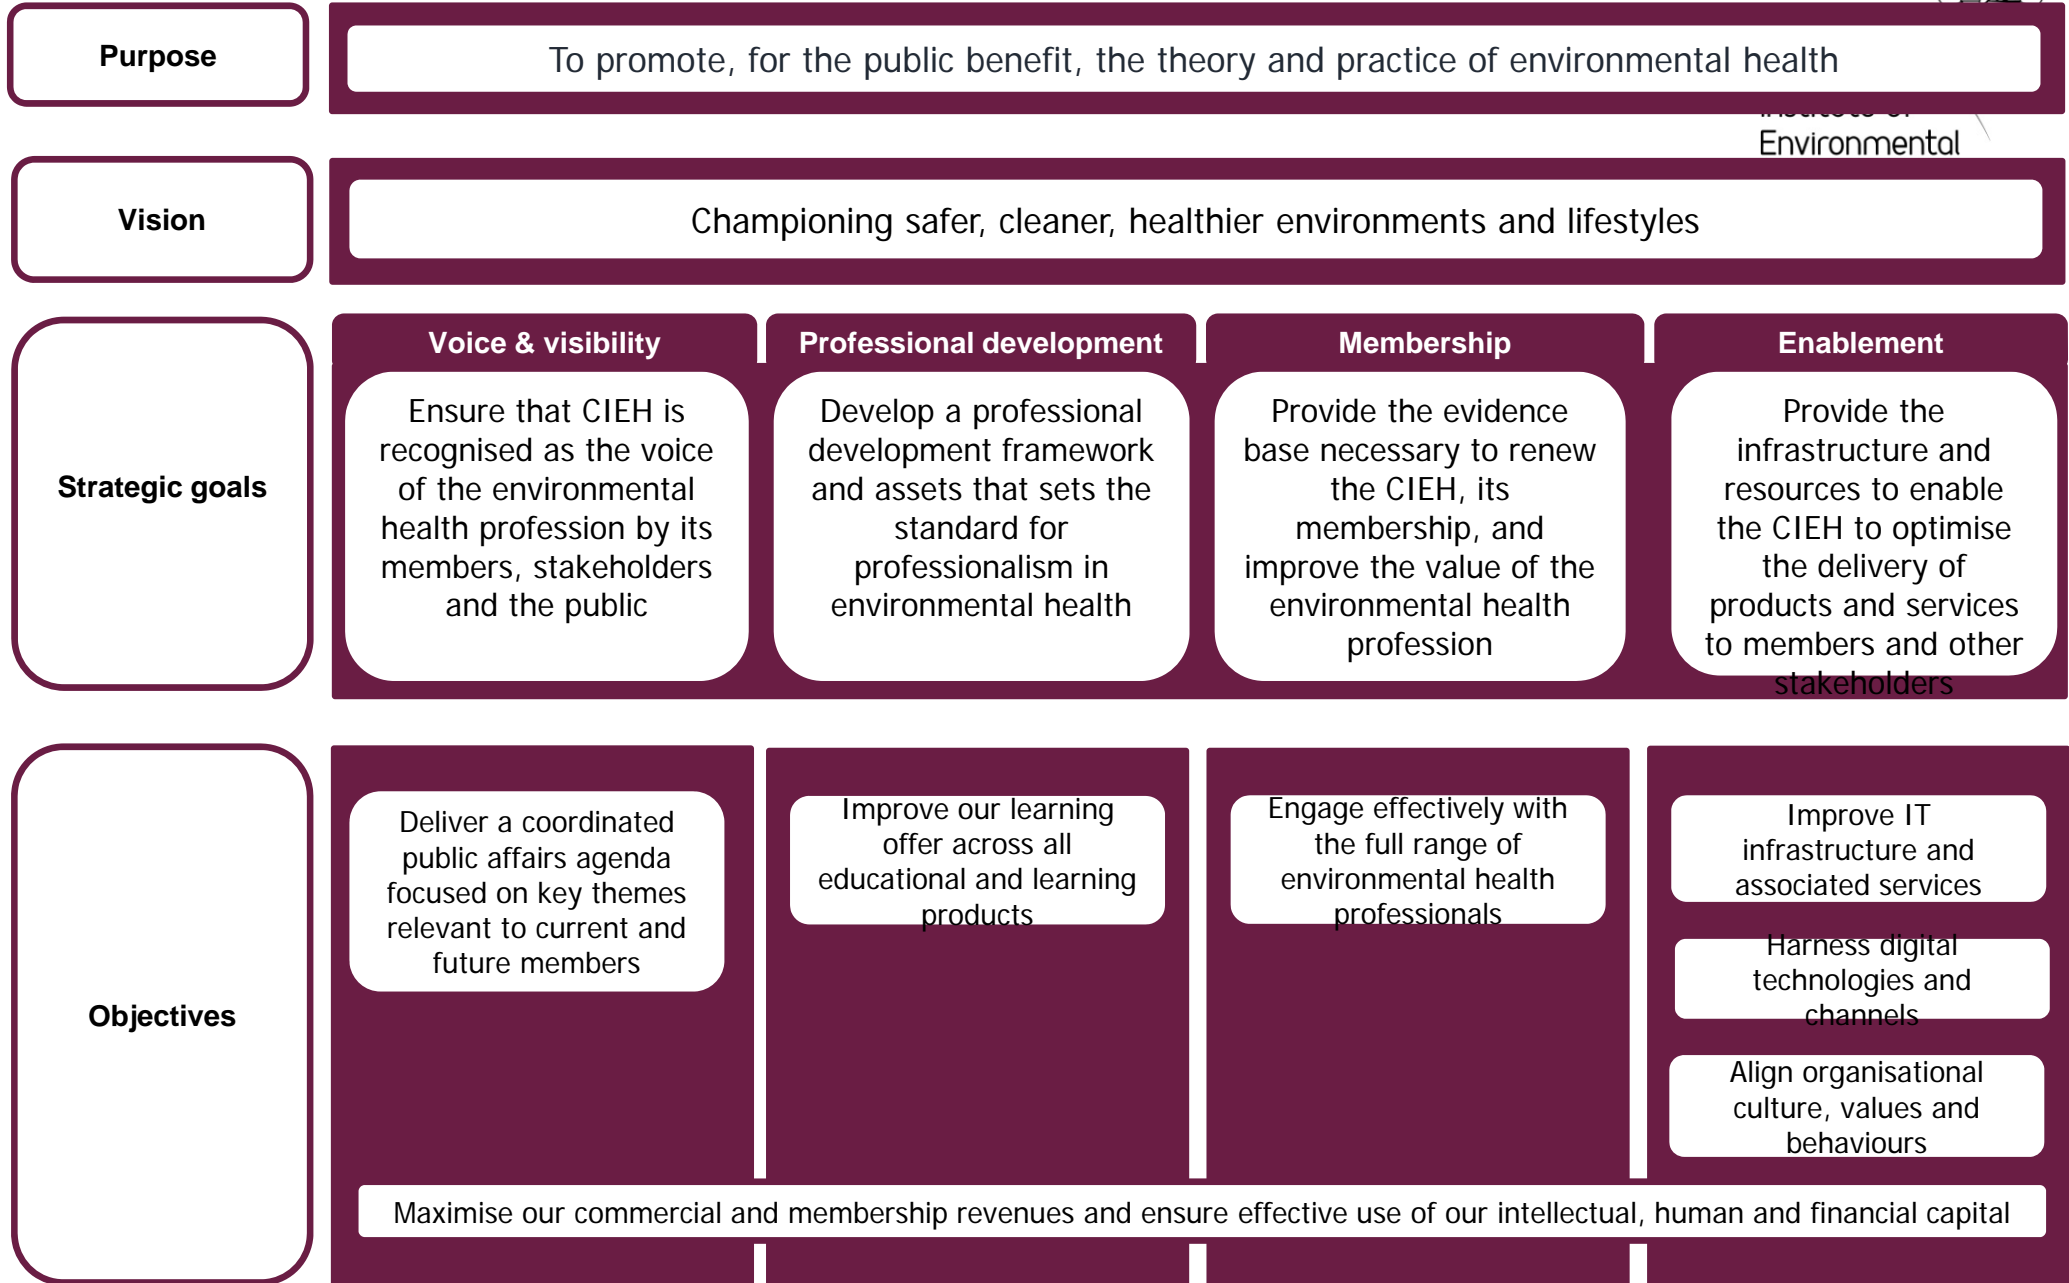 Purpose
To promote, for the public benefit, the theory and practice of environmental health
Environmental
Vision
Championing safer, cleaner, healthier environments and lifestyles
Strategic goals
Voice & visibility
Ensure that CIEH is
recognised as the voice
of the environmental
health profession by its
members, stakeholders
and the public
Professional development
Develop a professional
development framework
and assets that sets the
standard for
professionalism in
environmental health
Membership
Provide the evidence
base necessary to renew
the CIEH, its
membership, and
improve the value of the
environmental health
profession
Enablement
Provide the
infrastructure and
resources to enable
the CIEH to optimise
the delivery of
products and services
to members and other
stakeholders
Objectives
Deliver a coordinated
public affairs agenda
focused on key themes
relevant to current and
future members
Improve our learning
offer across all
educational and learning
products
Engage effectively with
the full range of
environmental health
professionals
Improve IT
infrastructure and
associated services
Harness digital
technologies and
channels
Align organisational
culture, values and
behaviours
Maximise our commercial and membership revenues and ensure effective use of our intellectual, human and financial capital